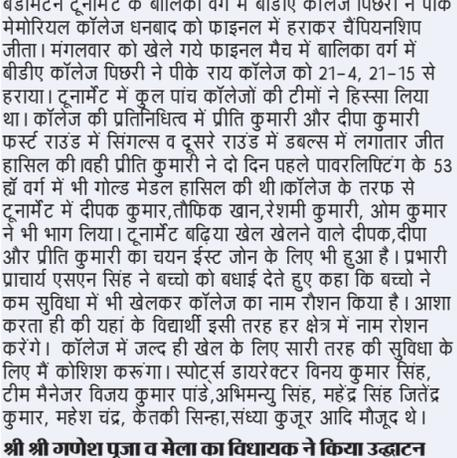 बैडमिंटन टूनार्मेंट के बालिका वर्ग में बीडीए कॉलेज पिछरी ने पीके
मेमोरियल कॉलेज धनबाद को फाइनल में हराकर चैंपियनशिप
जीता। मंगलवार को खेले गये फाइनल मैच में बालिका वर्ग में
बीडीए कॉलेज पिछरी ने पीके राय कॉलेज को 21-4, 21-15 से
हराया। टूनार्मेंट में कुल पांच कॉलेजों की टीमों ने हिस्सा लिया
था। कॉलेज की प्रतिनिधित्व में प्रीति कुमारी और दीपा कुमारी
फर्स्ट राउंड में सिंगल्स व दूसरे राउंड में डबल्स में लगातार जीत
हासिल की।वही प्रीति कुमारी ने दो दिन पहले पावरलिफ्टिंग के 53
ह्यॅ वर्ग में भी गोल्ड मेडल हासिल की थी।कॉलेज के तरफ से
टूनार्मेंट में दीपक कुमार,तौफिक खान,रेशमी कुमारी, ओम कुमार
ने भी भाग लिया। टूनार्मेंट बढ़िया खेल खेलने वाले दीपक,दीपा
और प्रीति कुमारी का चयन ईस्ट जोन के लिए भी हुआ है। प्रभारी
प्राचार्य एसएन सिंह ने बच्चो को बधाई देते हुए कहा कि बच्चो ने
कम सुविधा में भी खेलकर कॉलेज का नाम रौशन किया है। आशा
करता ही की यहां के विद्यार्थी इसी तरह हर क्षेत्र में नाम रोशन
करेंगे। कॉलेज में जल्द ही खेल के लिए सारी तरह की सुविधा के
लिए मैं कोशिश करूंगा। स्पोर्ट्स डायरेक्टर विनय कुमार सिंह,
टीम मैनेजर विजय कुमार पांडे,अभिमन्यु सिंह, महेंद्र सिंह जितेंद्र
कुमार, महेश चंद्र, केतकी सिन्हा,संध्या कुजूर आदि मौजूद थे।
श्री श्री गणेश पूजा व मेला का विधायक ने किया उद्घाटन